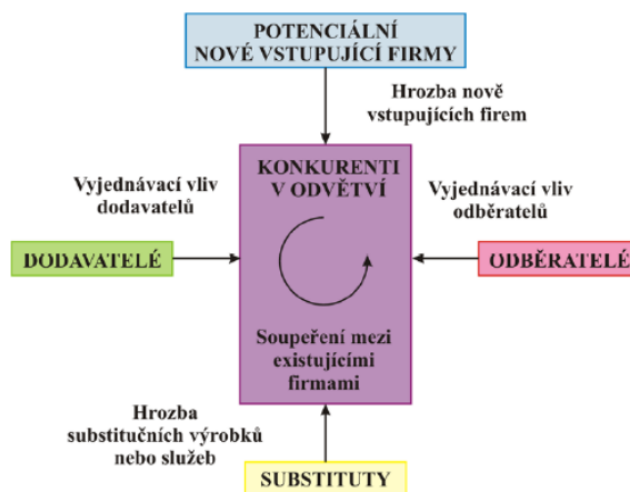 POTENCIÁLNÍ
NOVÉ VSTUPUJÍCÍ FIRMY
Hrozba nově
vstupujících firem
KONKURENTI
V ODVĚTVÍ
Vyjednávací vliv
dodavatelů
Vyjednávací vliv
odběratelů
DODAVATELÉ
ODBĚRATELÉ
Soupeření mezi
existujícími
firmami
Hrozba
substitučních výrobků
nebo služeb
SUBSTITUTY